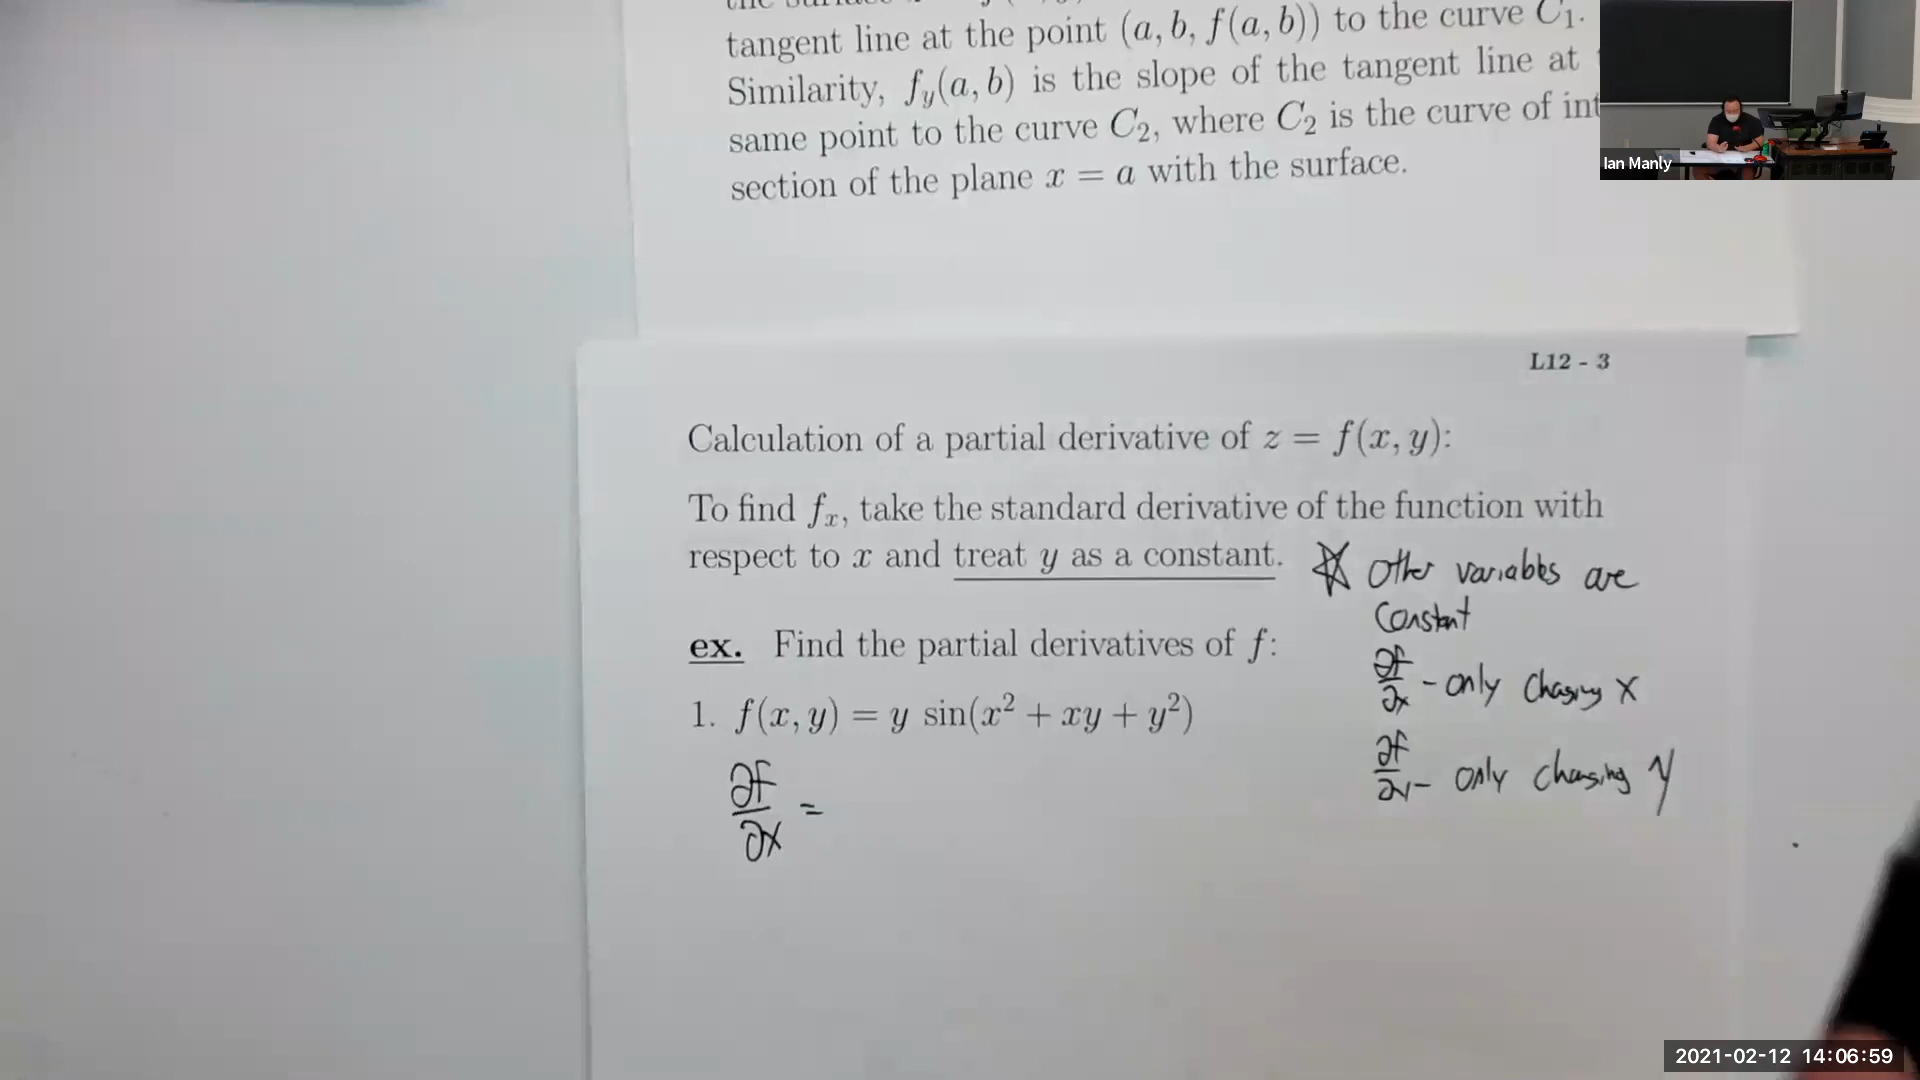 tangent line at the point (a, b, f(a, b)) to the curve C₁.
Similarity, f_y(a, b) is the slope of the tangent line at
same point to the curve C₂, where C₂ is the curve of int
section of the plane x = a with the surface.
Ian Manly
L12 - 3
Calculation of a partial derivative of z = f(x, y):
To find f_x, take the standard derivative of the function with
respect to x and treat y as a constant.
☆ Other variables are
constant
∂f/∂x - only chasing x
∂f/∂y - only chasing y
ex. Find the partial derivatives of f:
1. f(x, y) = y sin(x² + xy + y²)
∂f/∂x =
2021-02-12 14:06:59